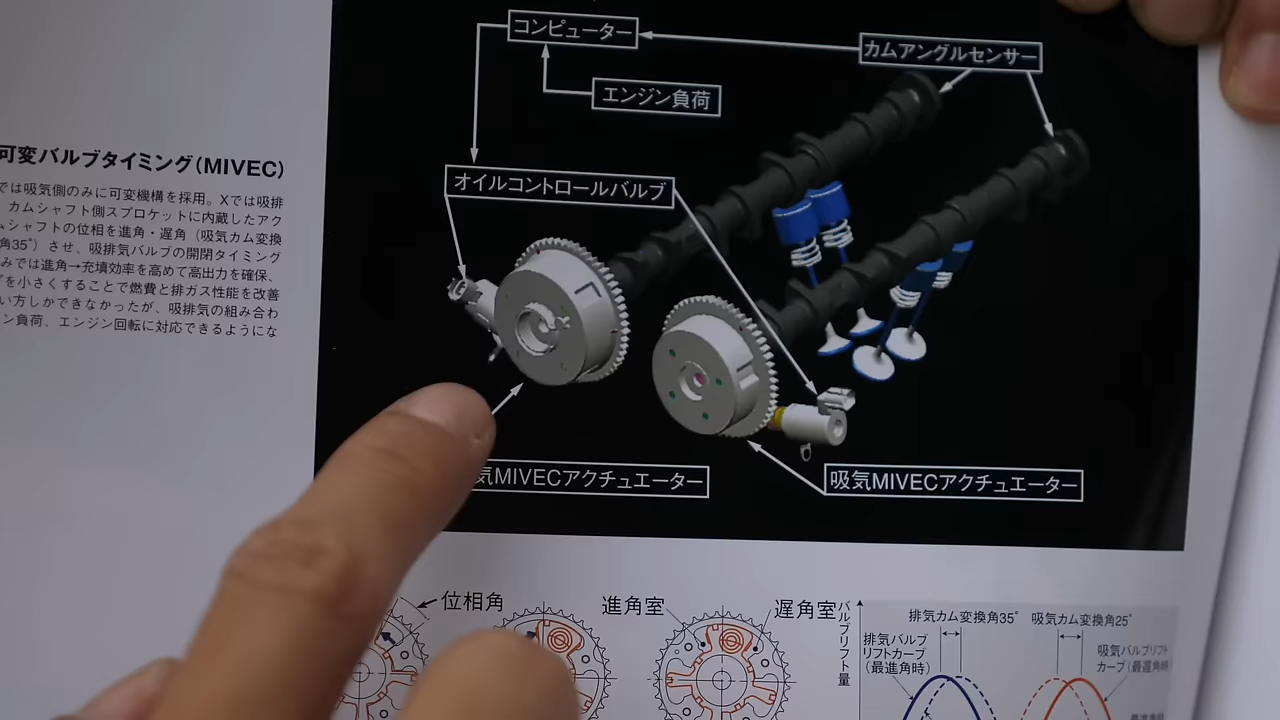 コンピューター
カムアングルセンサー
エンジン負荷
オイルコントロールバルブ
可変バルブタイミング(MIVEC)
では吸気側のみに可変機構を採用。Xでは吸排
カムシャフト側スプロケットに内蔵したアク
ムシャフトの位相を進角・遅角（吸気カム変換
角35°）させ、吸排気バルブの開閉タイミング
みでは進角→充填効率を高めて高出力を確保、
を小さくすることで燃費と排ガス性能を改善
い方しかできなかったが、吸排気の組み合わ
ン負荷、エンジン回転に対応できるようにな
気MIVECアクチュエーター
吸気MIVECアクチュエーター
位相角
進角室
遅角室
バルブリフト量
排気カム変換角35°
吸気カム変換角25°
排気バルブ
リフトカーブ
(最進角時)
吸気バルブリフト
カーブ(最遅角時